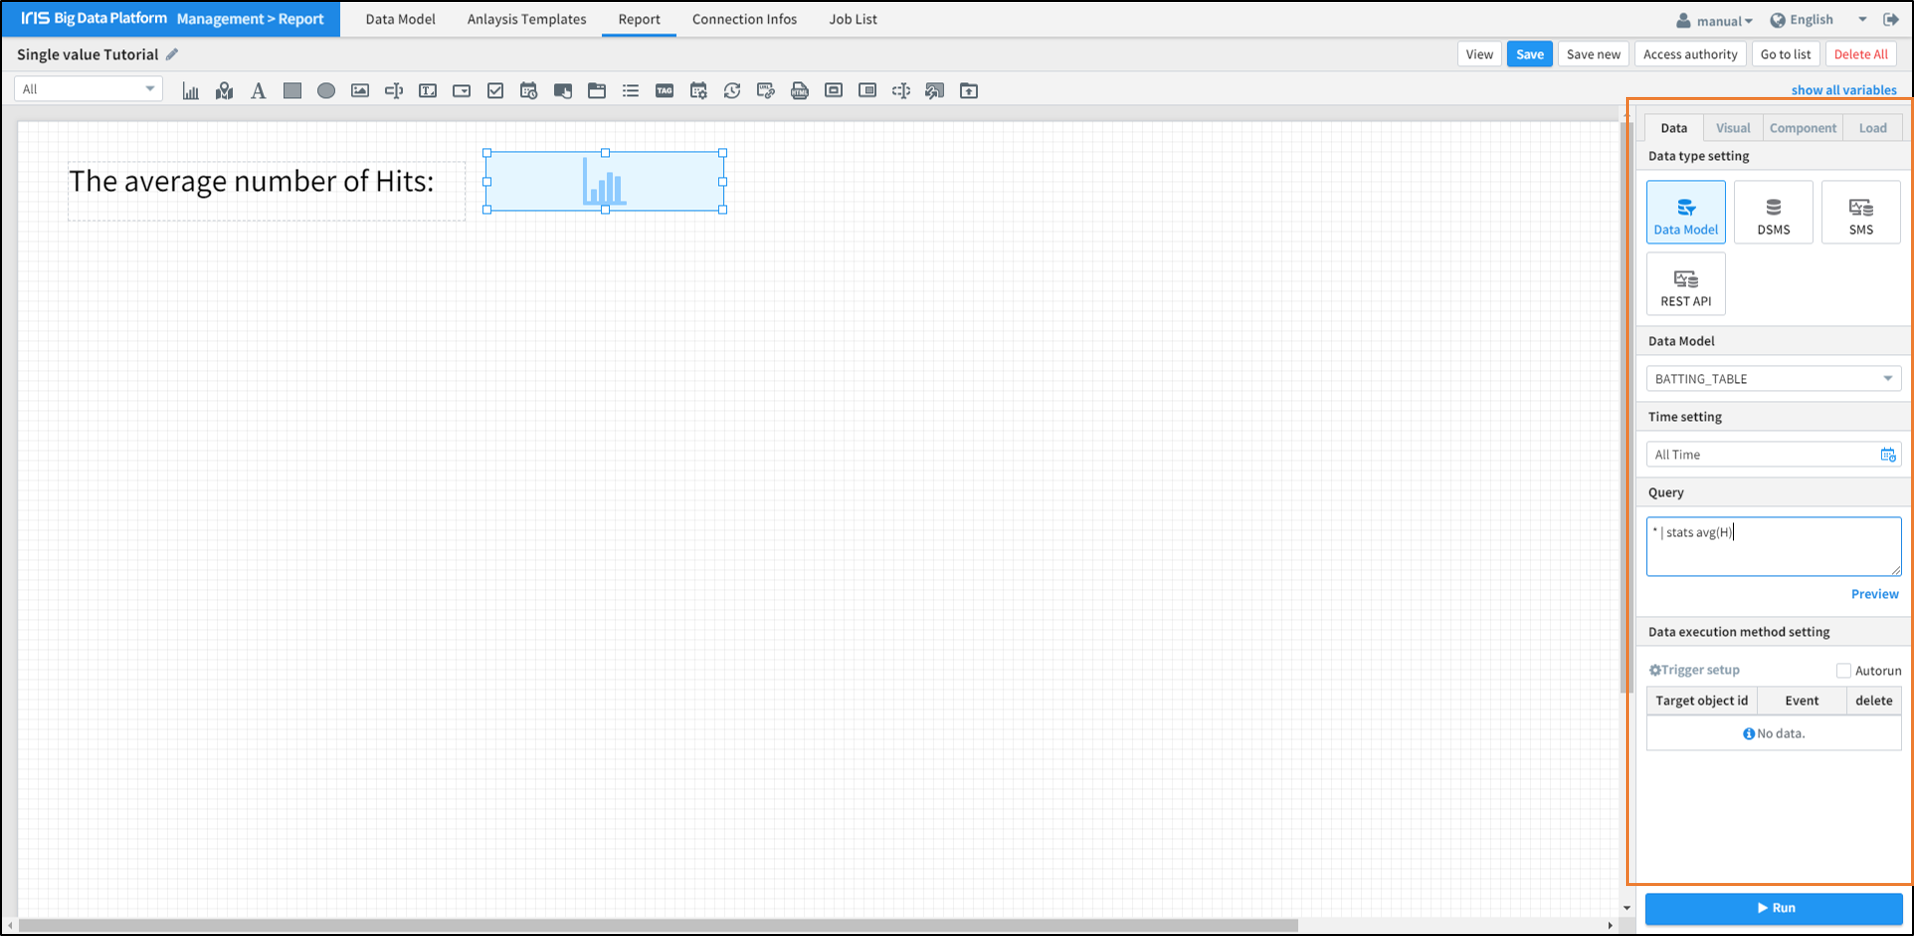 IRIS Big Data Platform Management > Report Data Model Anlaysis Templates Report Connection Infos Job List manual English
Single value Tutorial View Save Save new Access authority Go to list Delete All
All A T TAG HTML show all variables
The average number of Hits:
Data Visual Component Load
Data type setting
Data Model DSMS SMS
REST API
Data Model
BATTING_TABLE
Time setting
All Time
Query
* | stats avg(H)
Preview
Data execution method setting
Trigger setup Autorun
Target object id Event delete
No data.
Run